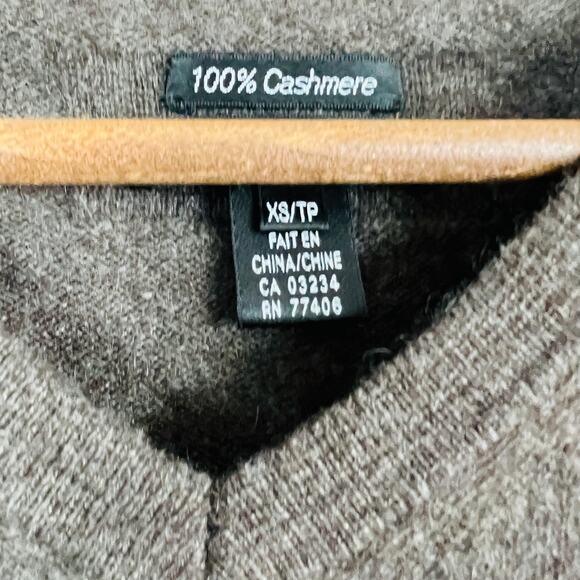 100% Cashmere
XS/TP
FAIT EN
CHINA/CHINE
CA 03234
RN 77406